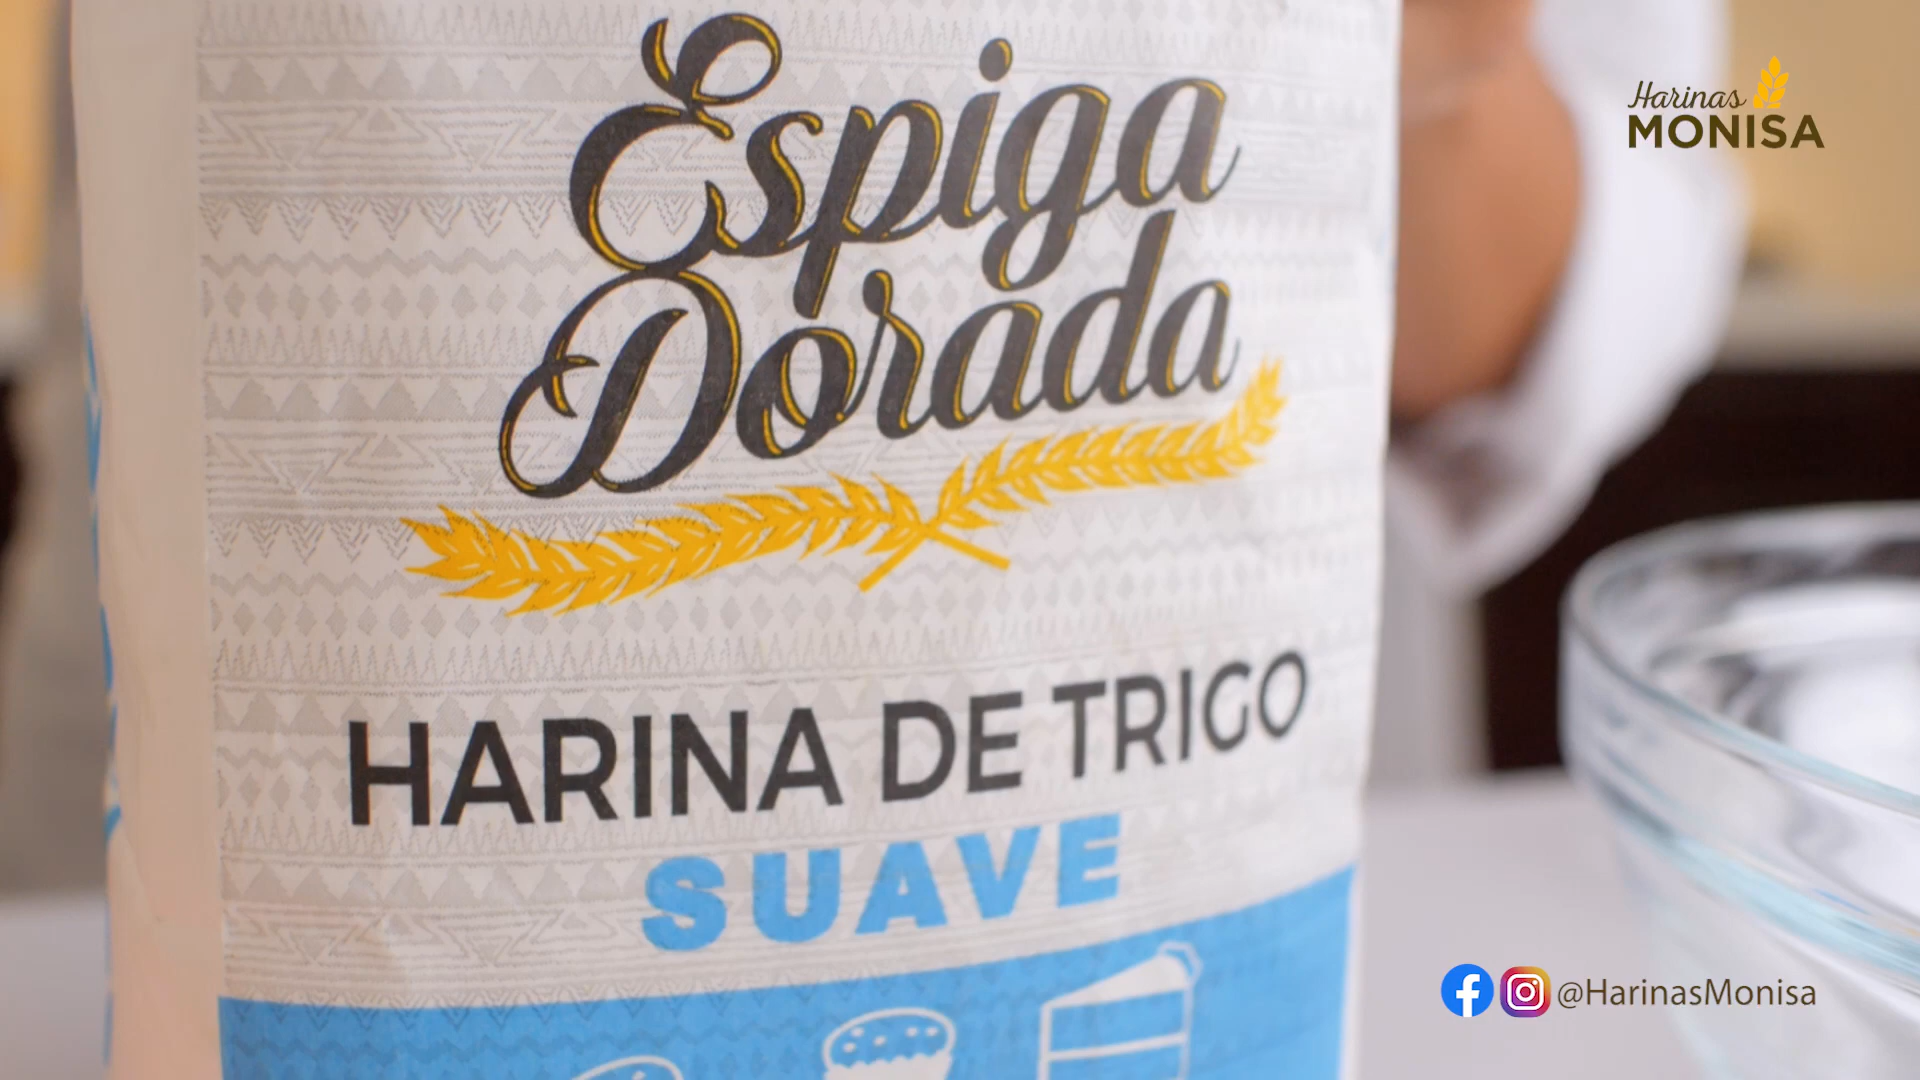 Espiga
Dorada
HARINA DE TRIGO
SUAVE
Harinas
MONISA
@HarinasMonisa